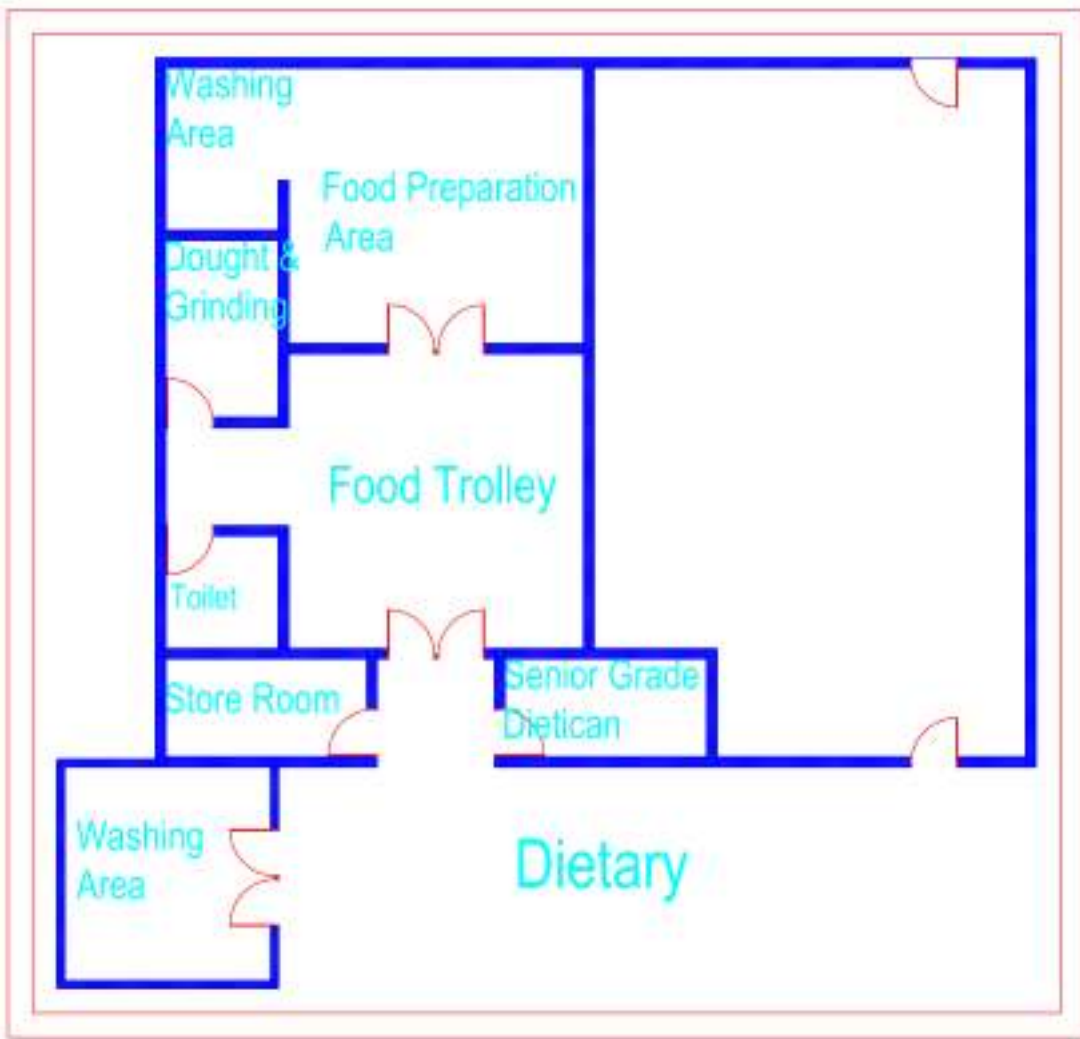 Washing
Area
Food Preparation
Area
Dought &
Grinding
Food Trolley
Toilet
Store Room
Senior Grade
Dietican
Washing
Area
Dietary